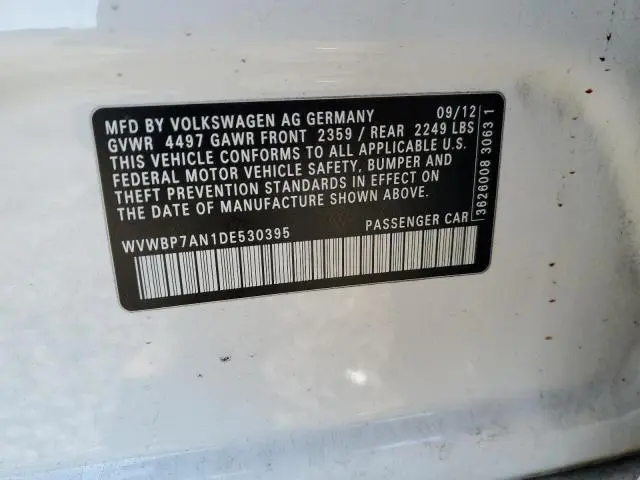 MFD BY VOLKSWAGEN AG GERMANY 09/12
GVWR 4497 GAWR FRONT 2359 / REAR 2249 LBS
THIS VEHICLE CONFORMS TO ALL APPLICABLE U.S.
FEDERAL MOTOR VEHICLE SAFETY, BUMPER AND
THEFT PREVENTION STANDARDS IN EFFECT ON
THE DATE OF MANUFACTURE SHOWN ABOVE.
WVWBP7AN1DE530395 PASSENGER CAR
3626008 3063 1